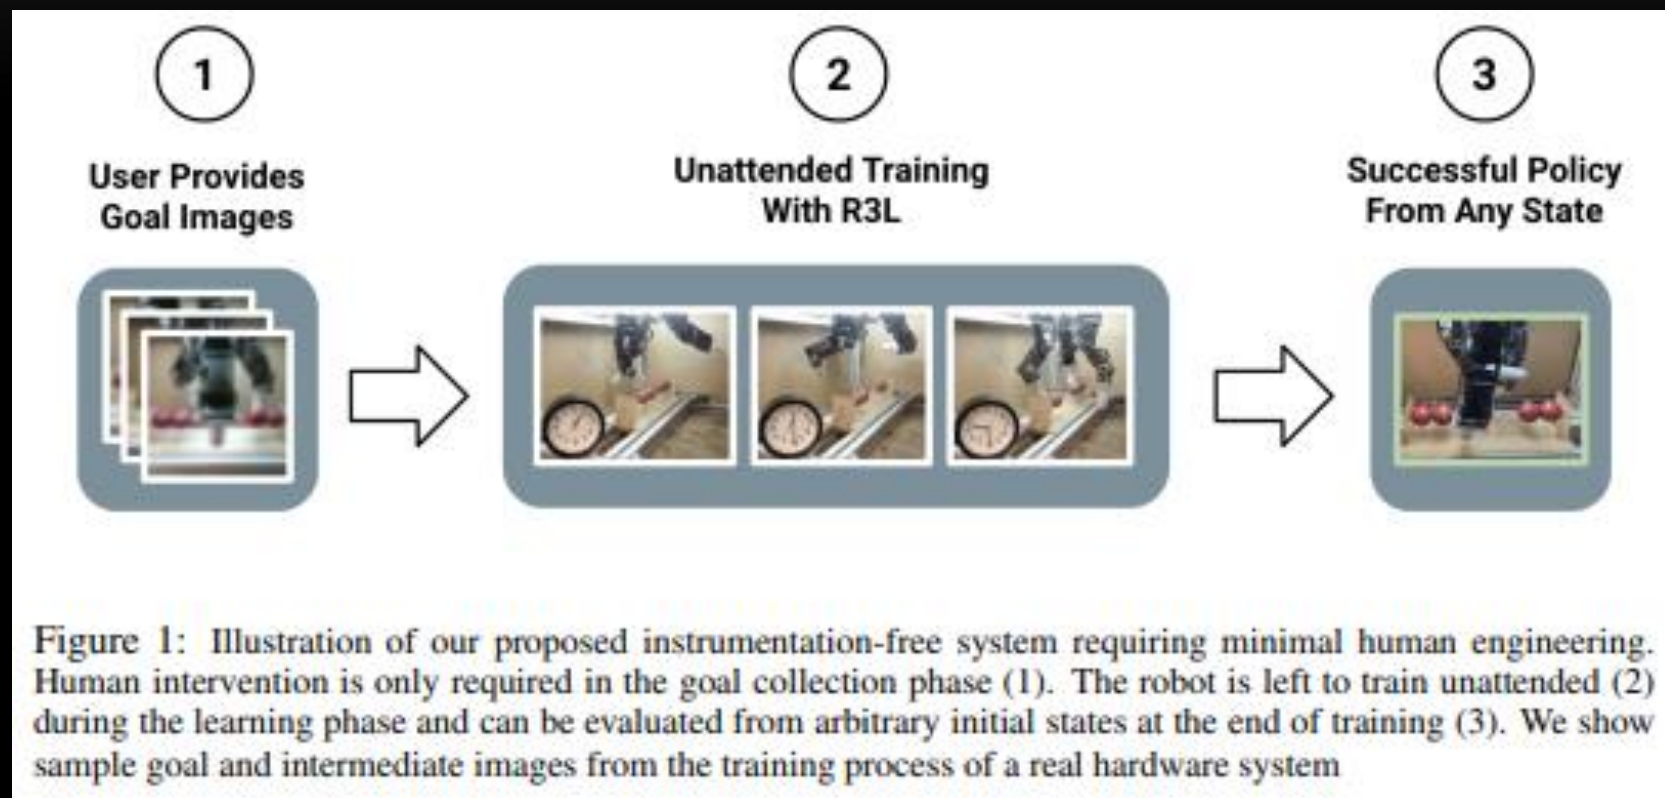 1
2
3
User Provides
Goal Images
Unattended Training
With R3L
Successful Policy
From Any State
Figure 1: Illustration of our proposed instrumentation-free system requiring minimal human engineering.
Human intervention is only required in the goal collection phase (1). The robot is left to train unattended (2)
during the learning phase and can be evaluated from arbitrary initial states at the end of training (3). We show
sample goal and intermediate images from the training process of a real hardware system